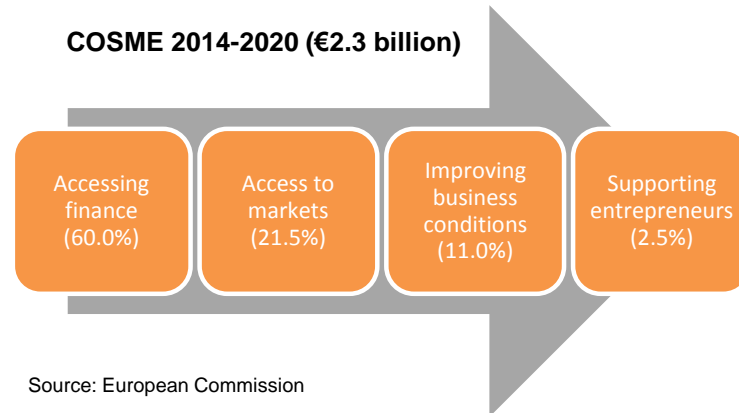 COSME 2014-2020 (€2.3 billion)
Accessing
finance
(60.0%)
Access to
markets
(21.5%)
Improving
business
conditions
(11.0%)
Supporting
entrepreneurs
(2.5%)
Source: European Commission